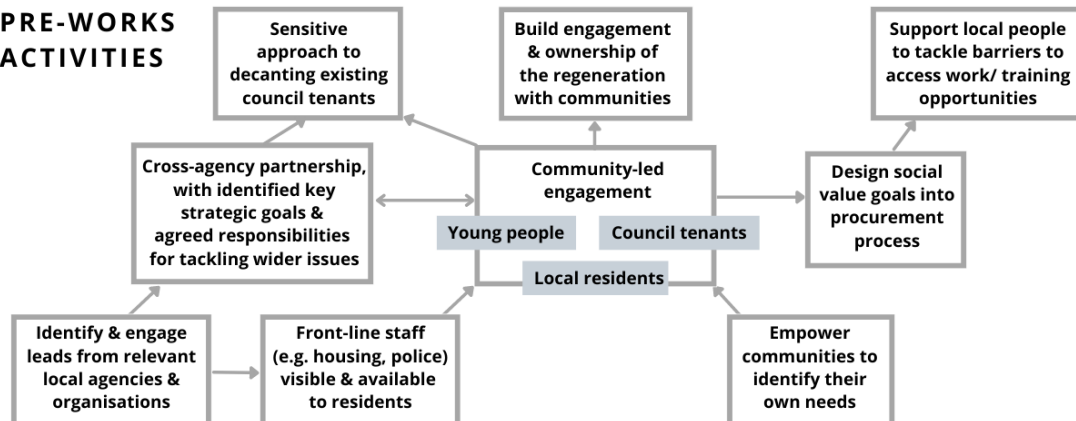 PRE-WORKS
ACTIVITIES
Sensitive
approach to
decanting existing
council tenants
Build engagement
& ownership of
the regeneration
with communities
Support local people
to tackle barriers to
access work/ training
opportunities
Cross-agency partnership,
with identified key
strategic goals &
agreed responsibilities
for tackling wider issues
Community-led
engagement
Young people
Council tenants
Local residents
Design social
value goals into
procurement
process
Identify & engage
leads from relevant
local agencies &
organisations
Front-line staff
(e.g. housing, police)
visible & available
to residents
Empower
communities to
identify their
own needs